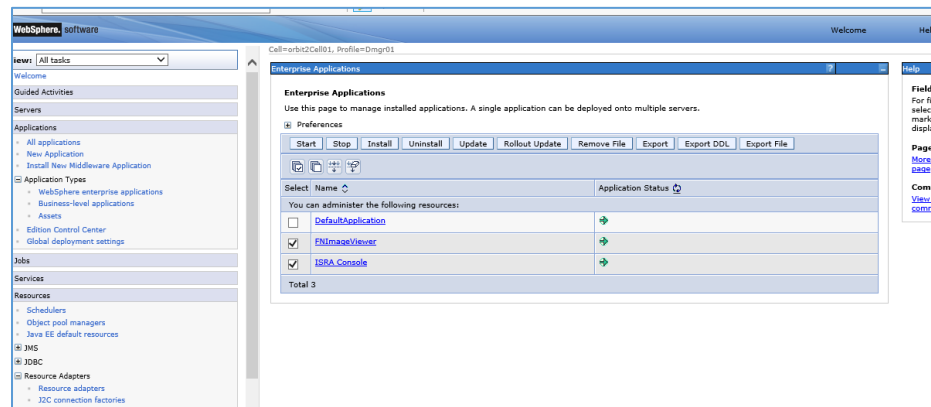 WebSphere. software
Welcome
Hel
iew: All tasks
Cell=orbit2Cell01, Profile=Dmgr01
Welcome
Guided Activities
Servers
Applications
All applications
New Application
Install New Middleware Application
Application Types
WebSphere enterprise applications
Business-level applications
Assets
Edition Control Center
Global deployment settings
Jobs
Services
Resources
Schedulers
Object pool managers
Java EE default resources
JMS
JDBC
Resource Adapters
Resource adapters
J2C connection factories
Enterprise Applications
?
Enterprise Applications
Use this page to manage installed applications. A single application can be deployed onto multiple servers.
Preferences
Start Stop Install Uninstall Update Rollout Update Remove File Export Export DDL Export File
Select Name Application Status
You can administer the following resources:
DefaultApplication
FNImageViewer
ISRA Console
Total 3
Help
Field
For fi
selec
mark
displa
Page
More
page
Com
View
comm